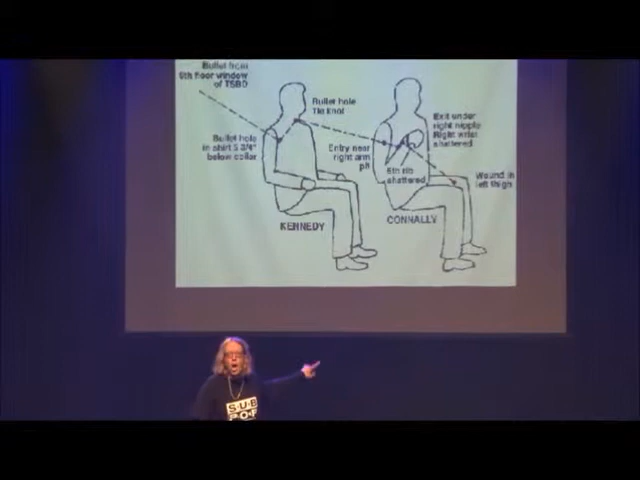 Bullet from
6th floor window
of TSBD
Bullet hole
Tie knot
Bullet hole
in shirt 5 3/4"
below collar
Entry near
right arm
pit
Exit under
right nipple
Right wrist
shattered
5th rib
shattered
Wound in
left thigh
KENNEDY
CONNALLY
SUB
POP